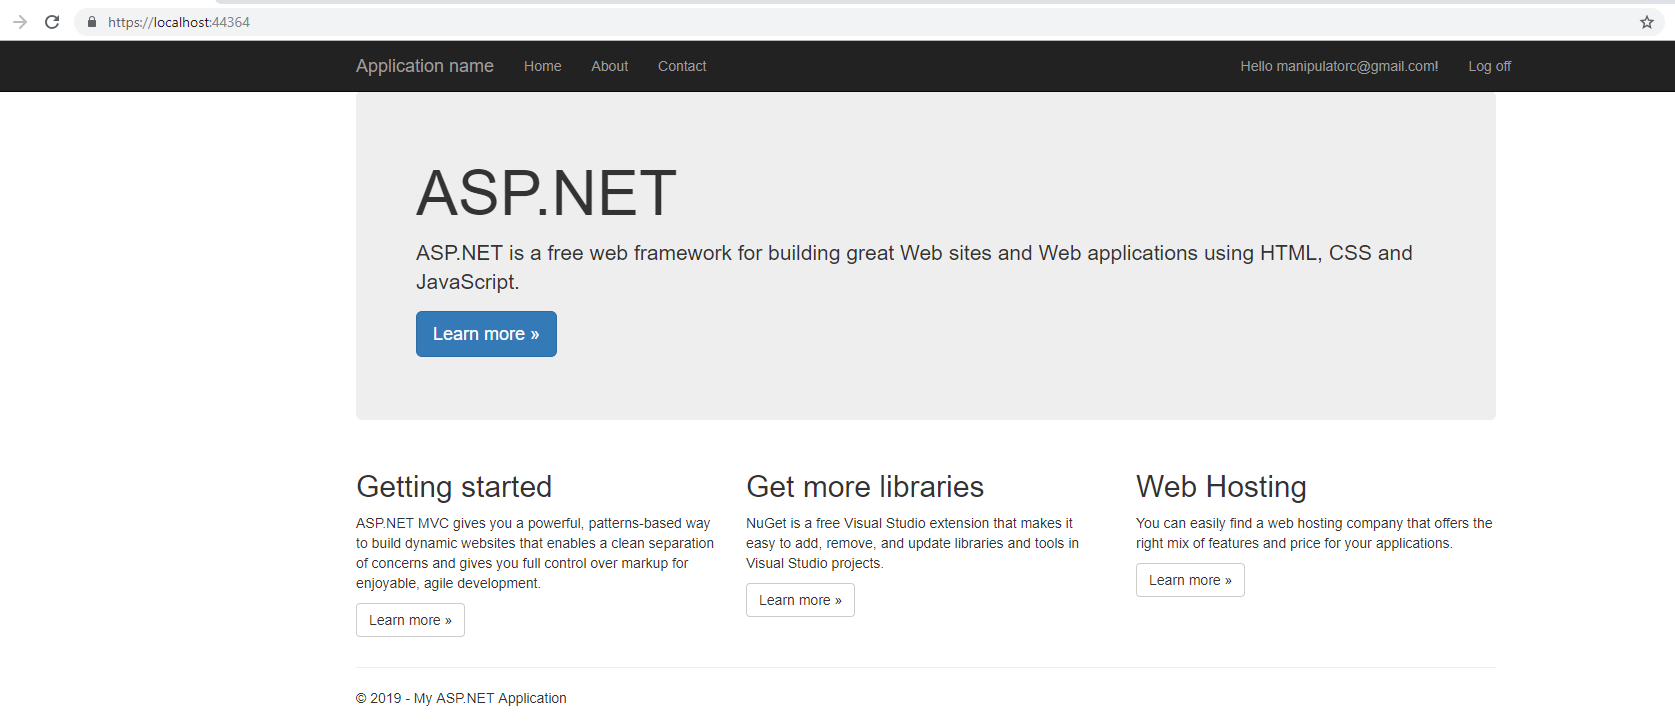 https://localhost:44364
Application name Home About Contact Hello manipulatorc@gmail.com! Log off
ASP.NET
ASP.NET is a free web framework for building great Web sites and Web applications using HTML, CSS and
JavaScript.
Learn more »
Getting started
ASP.NET MVC gives you a powerful, patterns-based way
to build dynamic websites that enables a clean separation
of concerns and gives you full control over markup for
enjoyable, agile development.
Learn more »
Get more libraries
NuGet is a free Visual Studio extension that makes it
easy to add, remove, and update libraries and tools in
Visual Studio projects.
Learn more »
Web Hosting
You can easily find a web hosting company that offers the
right mix of features and price for your applications.
Learn more »
© 2019 - My ASP.NET Application